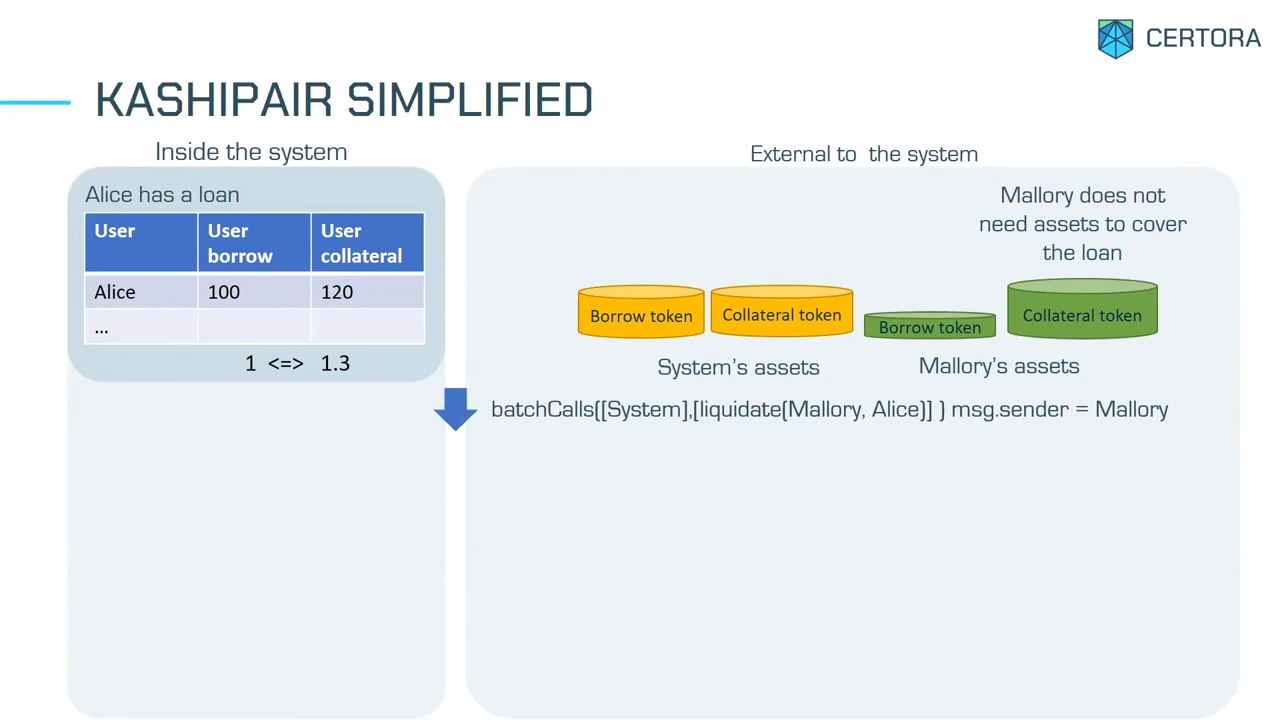 CERTORA
KASHIPAIR SIMPLIFIED
Inside the system
External to the system
Alice has a loan
User
User borrow
User collateral
Alice 100 120
...
1 <=> 1.3
Mallory does not
need assets to cover
the loan
Borrow token
Collateral token
Borrow token
Collateral token
System's assets
Mallory's assets
batchCalls([System],[liquidate(Mallory, Alice)] ) msg.sender = Mallory